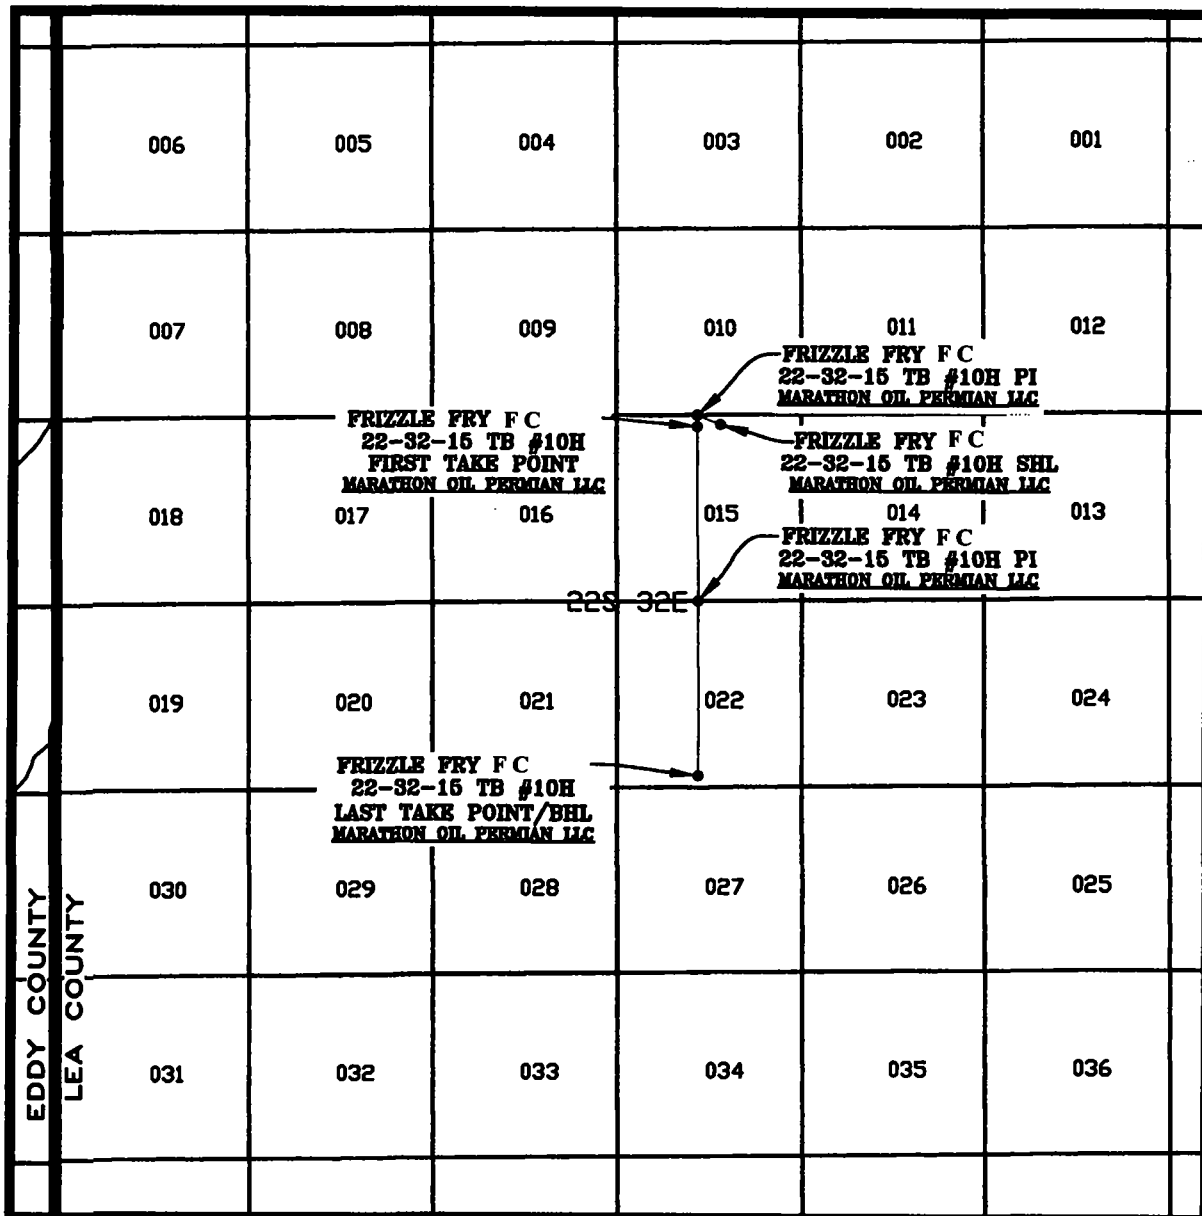 006 005 004 003 002 001
007 008 009 010 011 012
FRIZZLE FRY F C
22-32-15 TB #10H PI
MARATHON OIL PERMIAN LLC
FRIZZLE FRY F C
22-32-15 TB #10H
FIRST TAKE POINT
MARATHON OIL PERMIAN LLC
FRIZZLE FRY F C
22-32-15 TB #10H SHL
MARATHON OIL PERMIAN LLC
018 017 016 015 014 013
FRIZZLE FRY F C
22-32-15 TB #10H PI
MARATHON OIL PERMIAN LLC
22S 32E
019 020 021 022 023 024
FRIZZLE FRY F C
22-32-15 TB #10H
LAST TAKE POINT/BHL
MARATHON OIL PERMIAN LLC
030 029 028 027 026 025
EDDY COUNTY
LEA COUNTY
031 032 033 034 035 036